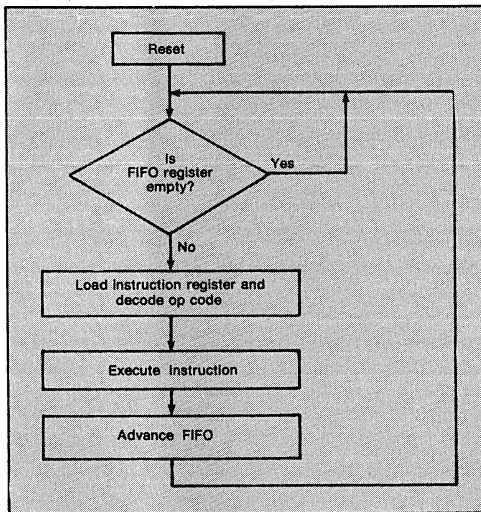 Reset
Is
FIFO register
empty?
Yes
No
Load instruction register and
decode op code
Execute instruction
Advance FIFO